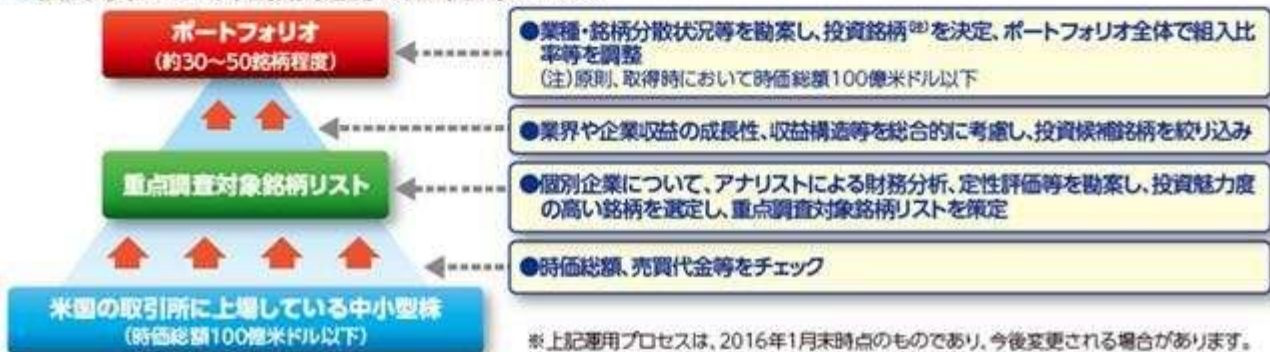 ポートフォリオ
(約30～50銘柄程度)
●業種・銘柄分散状況等を勘案し、投資銘柄(注)を決定、ポートフォリオ全体で組入比
率等を調整
(注)原則、取得時において時価総額100億米ドル以下
●業界や企業収益の成長性、収益構造等を総合的に考慮し、投資候補銘柄を絞り込み
重点調査対象銘柄リスト
●個別企業について、アナリストによる財務分析、定性評価等を勘案し、投資魅力度
の高い銘柄を選定し、重点調査対象銘柄リストを策定
●時価総額、売買代金等をチェック
米国の取引所に上場している中小型株
(時価総額100億米ドル以下)
※上記運用プロセスは、2016年1月末時点のものであり、今後変更される場合があります。